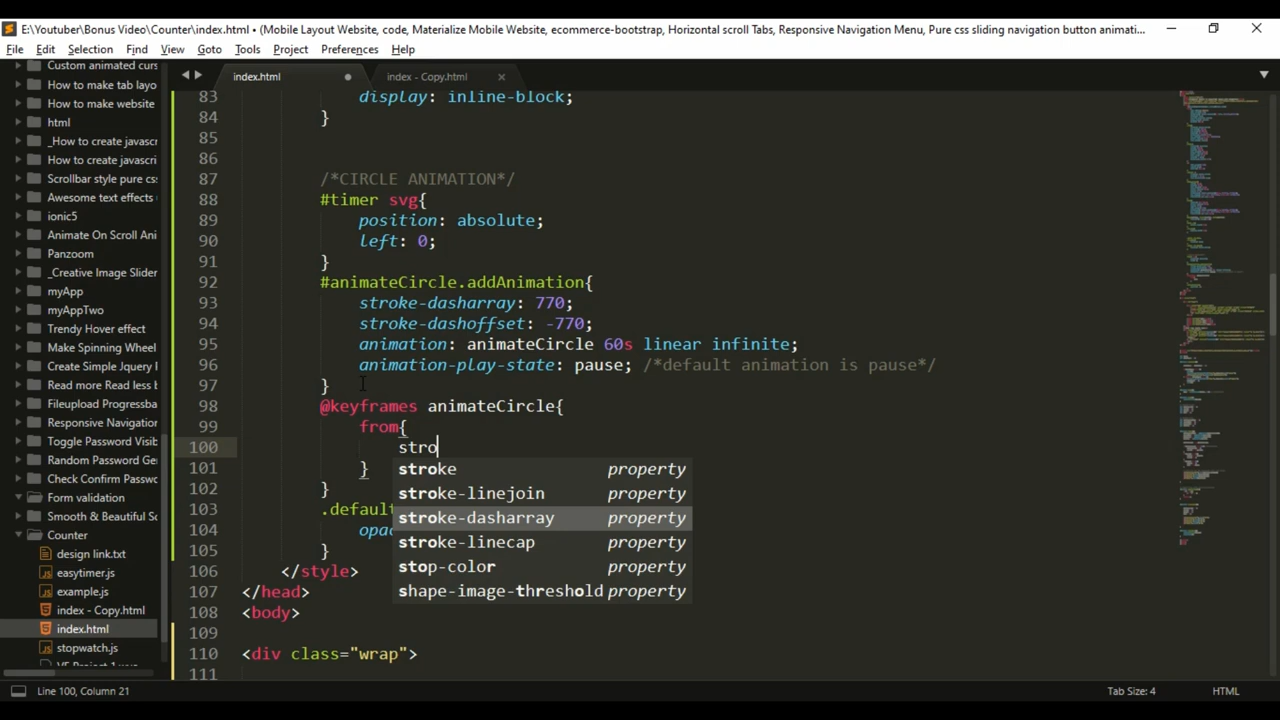 E:\Youtuber\Bonus Video\Counter\index.html • (Mobile Layout Website, code, Materialize Mobile Website, ecommerce-bootstrap, Horizontal scroll Tabs, Responsive Navigation Menu, Pure css sliding navigation button animati...
File Edit Selection Find View Goto Tools Project Preferences Help
Custom animated curs
How to make tab layo
How to make website
html
_How to create javasc
How to create javascri
Scrollbar style pure cs
Awesome text effects
ionic5
Animate On Scroll Ani
Panzoom
_Creative Image Slider
myApp
myAppTwo
Trendy Hover effect
Make Spinning Wheel
Create Simple Jquery
Read more Read less b
Fileupload Progressba
Responsive Navigation
Toggle Password Visib
Random Password Ge
Check Confirm Passwo
Form validation
Smooth & Beautiful Sc
Counter
design link.txt
easytimer.js
example.js
index - Copy.html
index.html
stopwatch.js
index.html index - Copy.html
83 display: inline-block;
84 }
85
86
87 /*CIRCLE ANIMATION*/
88 #timer svg{
89 position: absolute;
90 left: 0;
91 }
92 #animateCircle.addAnimation{
93 stroke-dasharray: 770;
94 stroke-dashoffset: -770;
95 animation: animateCircle 60s linear infinite;
96 animation-play-state: pause; /*default animation is pause*/
97 }
98 @keyframes animateCircle{
99 from{
100 stro
101 }
102 }
103 .default
104 opac
105 }
106 </style>
107 </head>
108 <body>
109
110 <div class="wrap">
111
stroke property
stroke-linejoin property
stroke-dasharray property
stroke-linecap property
stop-color property
shape-image-threshold property
Line 100, Column 21 Tab Size: 4 HTML